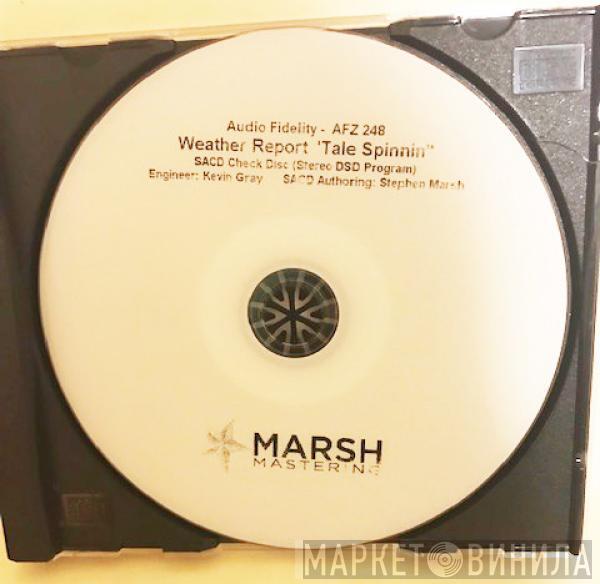 Audio Fidelity - AFZ 248
Weather Report 'Tale Spinnin''
SACD Check Disc (Stereo DSD Program)
Engineer: Kevin Gray SACD Authoring: Stephen Marsh
MARSH
MASTERING
МАРКЕТ ВИНИЛА